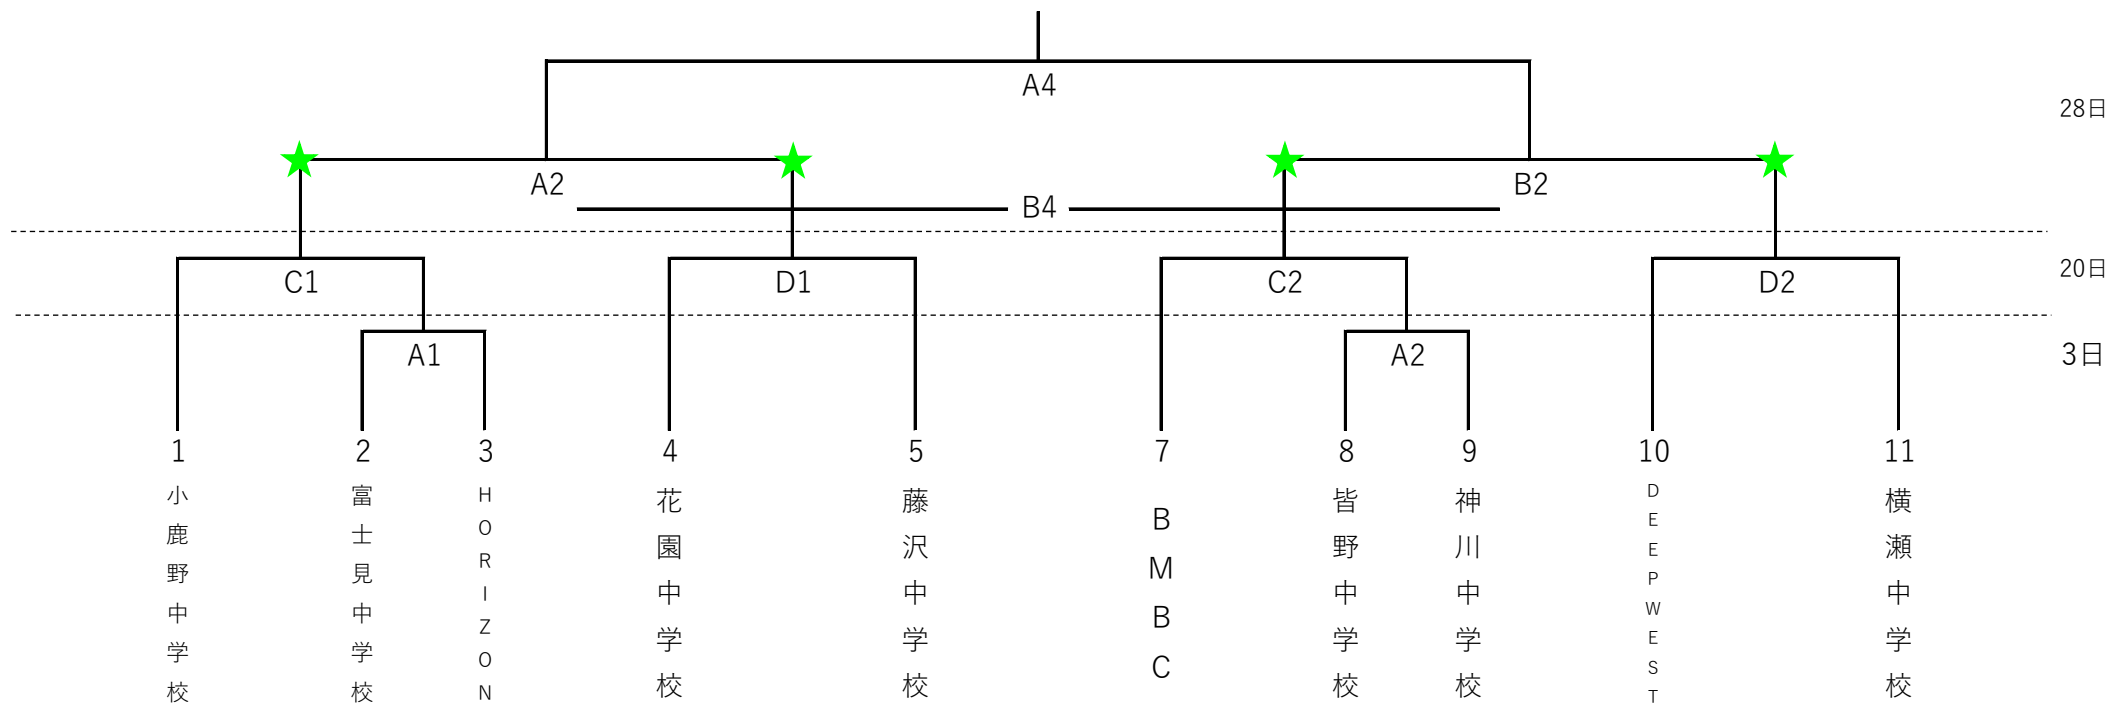 A4
28日
A2
B2
B4
C1
D1
C2
D2
20日
A1
A2
3日
1
2
3
4
5
7
8
9
10
11
小鹿野中学校
富士見中学校
HORIZON
花園中学校
藤沢中学校
BMBC
皆野中学校
神川中学校
DEEPWEST
横瀬中学校